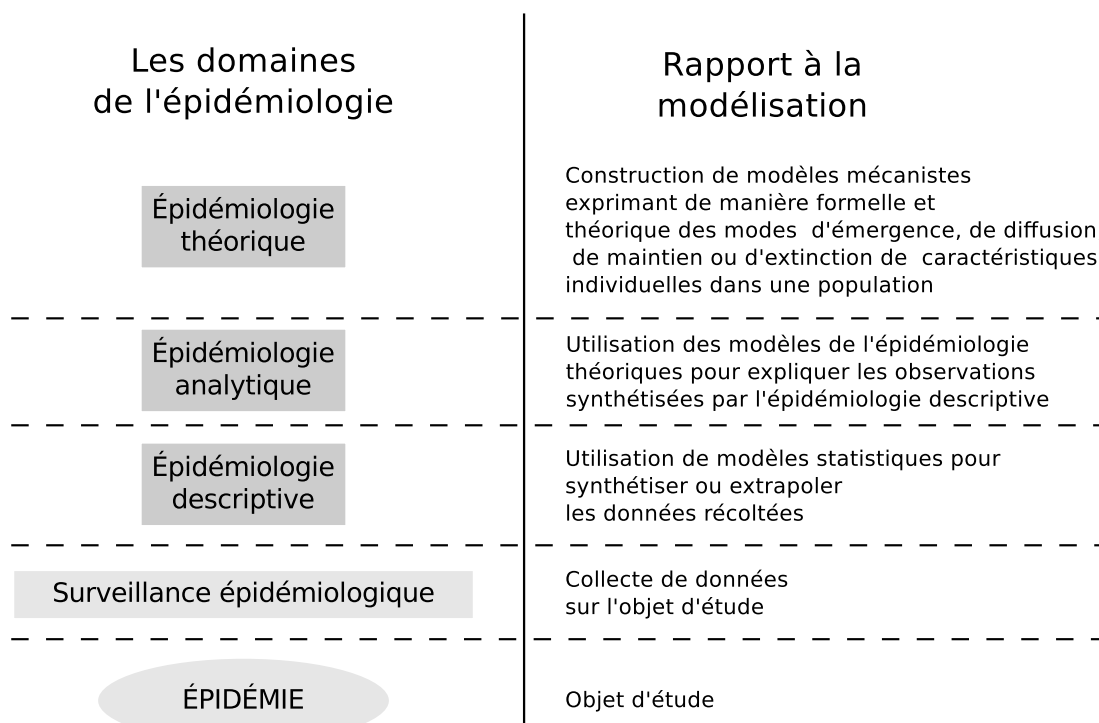 Les domaines
de l'épidémiologie
Rapport à la
modélisation
Épidémiologie
théorique
Construction de modèles mécanistes
exprimant de manière formelle et
théorique des modes d'émergence, de diffusion
de maintien ou d'extinction de caractéristiques
individuelles dans une population
Épidémiologie
analytique
Utilisation des modèles de l'épidémiologie
théoriques pour expliquer les observations
synthétisées par l'épidémiologie descriptive
Épidémiologie
descriptive
Utilisation de modèles statistiques pour
synthétiser ou extrapoler
les données récoltées
Surveillance épidémiologique
Collecte de données
sur l'objet d'étude
ÉPIDÉMIE
Objet d'étude